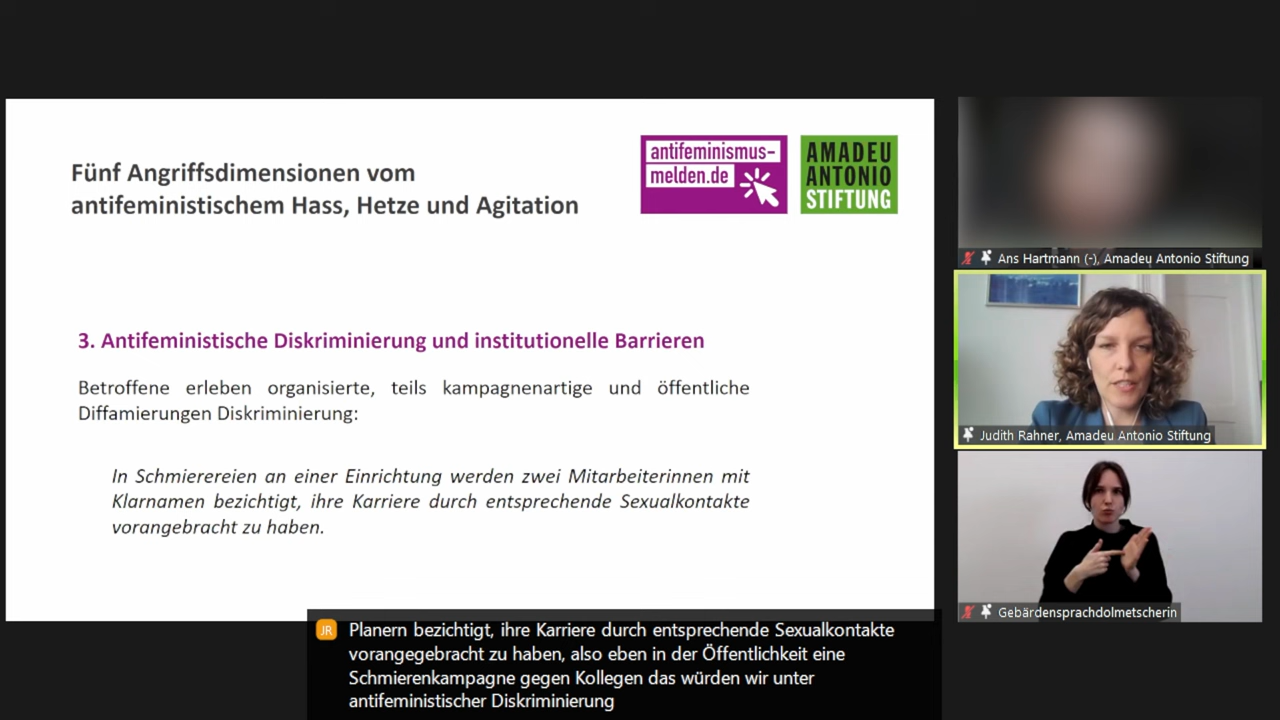 Fünf Angriffsdimensionen vom
antifeministischem Hass, Hetze und Agitation
antifeminismus-
melden.de
AMADEU
ANTONIO
STIFTUNG
3. Antifeministische Diskriminierung und institutionelle Barrieren
Betroffene erleben organisierte, teils kampagnenartige und öffentliche
Diffamierungen Diskriminierung:
In Schmierereien an einer Einrichtung werden zwei Mitarbeiterinnen mit
Klarnamen bezichtigt, ihre Karriere durch entsprechende Sexualkontakte
vorangebracht zu haben.
Ans Hartmann (-), Amadeu Antonio Stiftung
Judith Rahner, Amadeu Antonio Stiftung
Gebärdensprachdolmetscherin
JR
Planern bezichtigt, ihre Karriere durch entsprechende Sexualkontakte
vorangegebracht zu haben, also eben in der Öffentlichkeit eine
Schmierenkampagne gegen Kollegen das würden wir unter
antifeministischer Diskriminierung